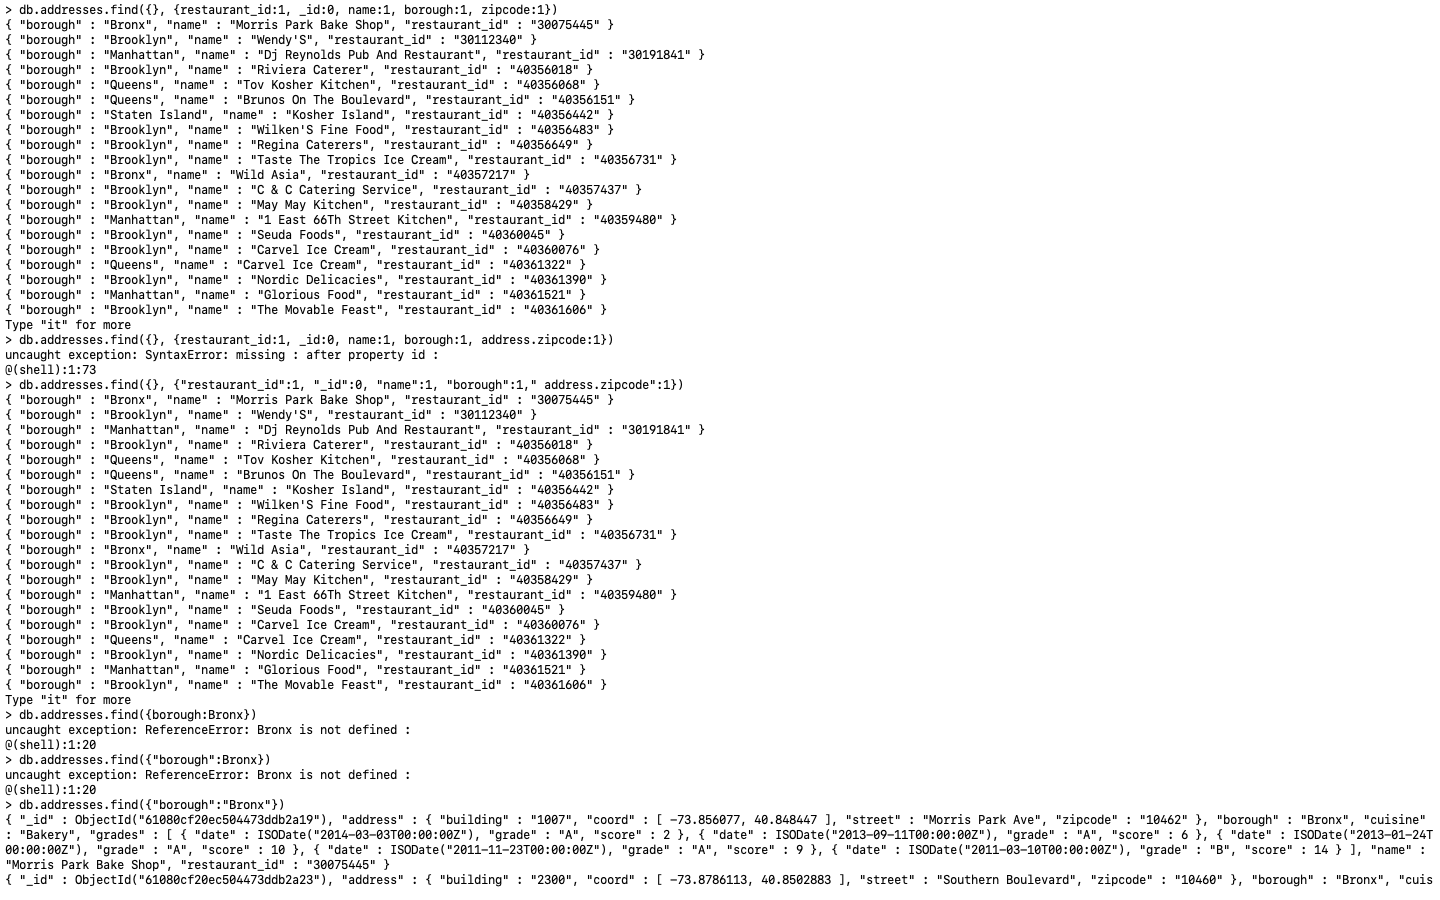 > db.addresses.find({}, {restaurant_id:1, _id:0, name:1, borough:1, zipcode:1})
{ "borough" : "Bronx", "name" : "Morris Park Bake Shop", "restaurant_id" : "30075445" }
{ "borough" : "Brooklyn", "name" : "Wendy'S", "restaurant_id" : "30112340" }
{ "borough" : "Manhattan", "name" : "Dj Reynolds Pub And Restaurant", "restaurant_id" : "30191841" }
{ "borough" : "Brooklyn", "name" : "Riviera Caterer", "restaurant_id" : "40356018" }
{ "borough" : "Queens", "name" : "Tov Kosher Kitchen", "restaurant_id" : "40356068" }
{ "borough" : "Queens", "name" : "Brunos On The Boulevard", "restaurant_id" : "40356151" }
{ "borough" : "Staten Island", "name" : "Kosher Island", "restaurant_id" : "40356442" }
{ "borough" : "Brooklyn", "name" : "Wilken'S Fine Food", "restaurant_id" : "40356483" }
{ "borough" : "Brooklyn", "name" : "Regina Caterers", "restaurant_id" : "40356649" }
{ "borough" : "Brooklyn", "name" : "Taste The Tropics Ice Cream", "restaurant_id" : "40356731" }
{ "borough" : "Bronx", "name" : "Wild Asia", "restaurant_id" : "40357217" }
{ "borough" : "Brooklyn", "name" : "C & C Catering Service", "restaurant_id" : "40357437" }
{ "borough" : "Brooklyn", "name" : "May May Kitchen", "restaurant_id" : "40358429" }
{ "borough" : "Manhattan", "name" : "1 East 66Th Street Kitchen", "restaurant_id" : "40359480" }
{ "borough" : "Brooklyn", "name" : "Seuda Foods", "restaurant_id" : "40360045" }
{ "borough" : "Brooklyn", "name" : "Carvel Ice Cream", "restaurant_id" : "40360076" }
{ "borough" : "Queens", "name" : "Carvel Ice Cream", "restaurant_id" : "40361322" }
{ "borough" : "Brooklyn", "name" : "Nordic Delicacies", "restaurant_id" : "40361390" }
{ "borough" : "Manhattan", "name" : "Glorious Food", "restaurant_id" : "40361521" }
{ "borough" : "Brooklyn", "name" : "The Movable Feast", "restaurant_id" : "40361606" }
Type "it" for more
> db.addresses.find({}, {restaurant_id:1, _id:0, name:1, borough:1, address.zipcode:1})
uncaught exception: SyntaxError: missing : after property id :
@(shell):1:73
> db.addresses.find({}, {"restaurant_id":1, "_id":0, "name":1, "borough":1," address.zipcode":1})
{ "borough" : "Bronx", "name" : "Morris Park Bake Shop", "restaurant_id" : "30075445" }
{ "borough" : "Brooklyn", "name" : "Wendy'S", "restaurant_id" : "30112340" }
{ "borough" : "Manhattan", "name" : "Dj Reynolds Pub And Restaurant", "restaurant_id" : "30191841" }
{ "borough" : "Brooklyn", "name" : "Riviera Caterer", "restaurant_id" : "40356018" }
{ "borough" : "Queens", "name" : "Tov Kosher Kitchen", "restaurant_id" : "40356068" }
{ "borough" : "Queens", "name" : "Brunos On The Boulevard", "restaurant_id" : "40356151" }
{ "borough" : "Staten Island", "name" : "Kosher Island", "restaurant_id" : "40356442" }
{ "borough" : "Brooklyn", "name" : "Wilken'S Fine Food", "restaurant_id" : "40356483" }
{ "borough" : "Brooklyn", "name" : "Regina Caterers", "restaurant_id" : "40356649" }
{ "borough" : "Brooklyn", "name" : "Taste The Tropics Ice Cream", "restaurant_id" : "40356731" }
{ "borough" : "Bronx", "name" : "Wild Asia", "restaurant_id" : "40357217" }
{ "borough" : "Brooklyn", "name" : "C & C Catering Service", "restaurant_id" : "40357437" }
{ "borough" : "Brooklyn", "name" : "May May Kitchen", "restaurant_id" : "40358429" }
{ "borough" : "Manhattan", "name" : "1 East 66Th Street Kitchen", "restaurant_id" : "40359480" }
{ "borough" : "Brooklyn", "name" : "Seuda Foods", "restaurant_id" : "40360045" }
{ "borough" : "Brooklyn", "name" : "Carvel Ice Cream", "restaurant_id" : "40360076" }
{ "borough" : "Queens", "name" : "Carvel Ice Cream", "restaurant_id" : "40361322" }
{ "borough" : "Brooklyn", "name" : "Nordic Delicacies", "restaurant_id" : "40361390" }
{ "borough" : "Manhattan", "name" : "Glorious Food", "restaurant_id" : "40361521" }
{ "borough" : "Brooklyn", "name" : "The Movable Feast", "restaurant_id" : "40361606" }
Type "it" for more
> db.addresses.find({borough:Bronx})
uncaught exception: ReferenceError: Bronx is not defined :
@(shell):1:20
> db.addresses.find({"borough":Bronx})
uncaught exception: ReferenceError: Bronx is not defined :
@(shell):1:20
> db.addresses.find({"borough":"Bronx"})
{ "_id" : ObjectId("61080cf20ec504473ddb2a19"), "address" : { "building" : "1007", "coord" : [ -73.856077, 40.848447 ], "street" : "Morris Park Ave", "zipcode" : "10462" }, "borough" : "Bronx", "cuisine"
: "Bakery", "grades" : [ { "date" : ISODate("2014-03-03T00:00:00Z"), "grade" : "A", "score" : 2 }, { "date" : ISODate("2013-09-11T00:00:00Z"), "grade" : "A", "score" : 6 }, { "date" : ISODate("2013-01-24T
00:00:00Z"), "grade" : "A", "score" : 10 }, { "date" : ISODate("2011-11-23T00:00:00Z"), "grade" : "A", "score" : 9 }, { "date" : ISODate("2011-03-10T00:00:00Z"), "grade" : "B", "score" : 14 } ], "name" :
"Morris Park Bake Shop", "restaurant_id" : "30075445" }
{ "_id" : ObjectId("61080cf20ec504473ddb2a23"), "address" : { "building" : "2300", "coord" : [ -73.8786113, 40.8502883 ], "street" : "Southern Boulevard", "zipcode" : "10460" }, "borough" : "Bronx", "cuis